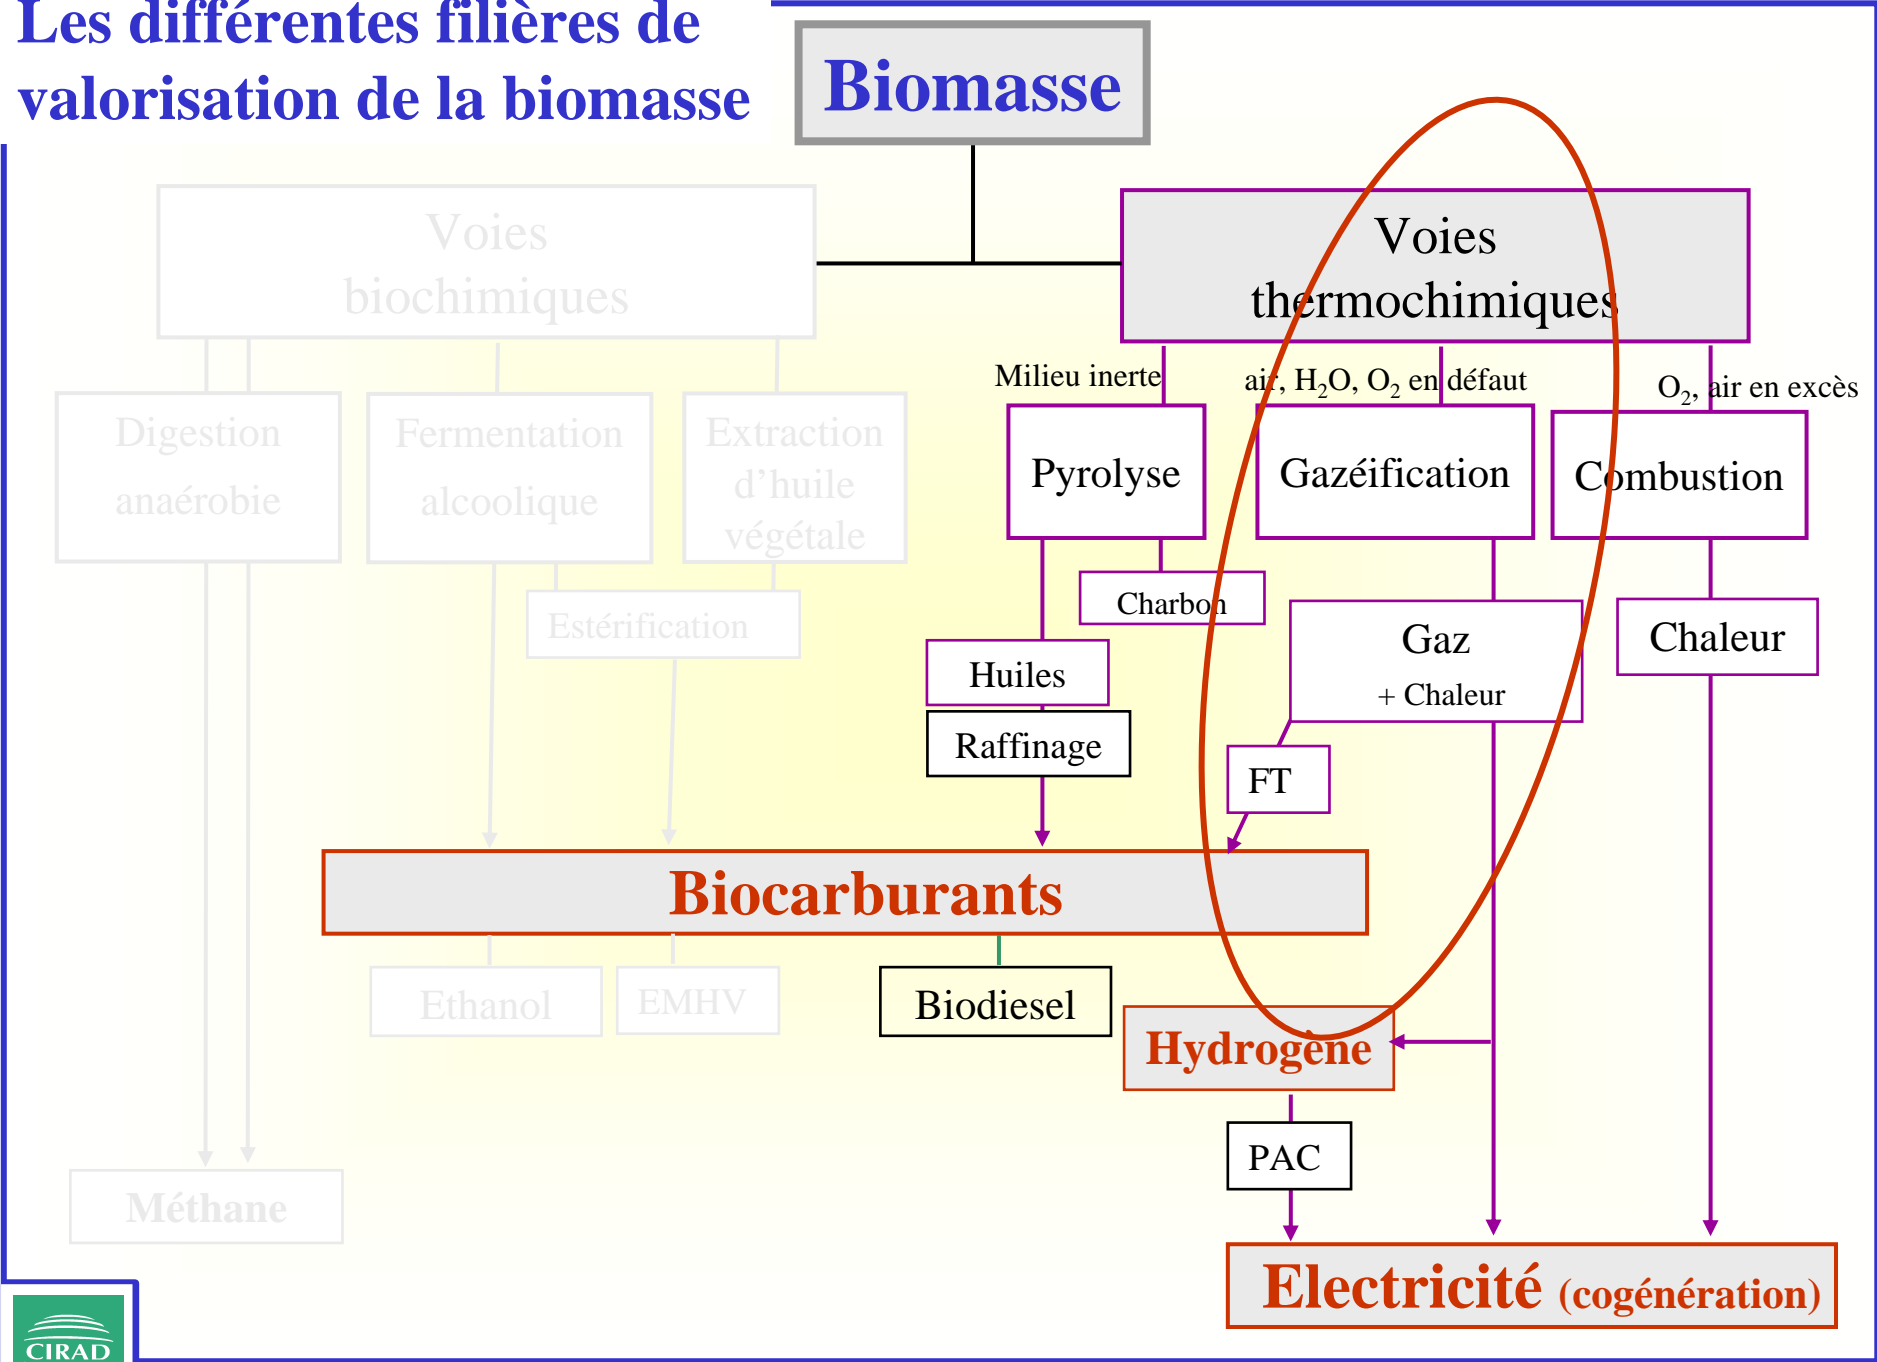 Les différentes filières de
valorisation de la biomasse
Biomasse
Voies
biochimiques
Voies
thermochimiques
Milieu inerte
air, H₂O, O₂ en défaut
O₂, air en excès
Digestion
anaérobie
Fermentation
alcoolique
Extraction
d’huile
végétale
Pyrolyse
Gazéification
Combustion
Estérification
Charbon
Huiles
Raffinage
Gaz
+ Chaleur
Chaleur
FT
Biocarburants
Ethanol
EMHV
Biodiesel
Hydrogène
PAC
Méthane
Electricité (cogénération)
CIRAD